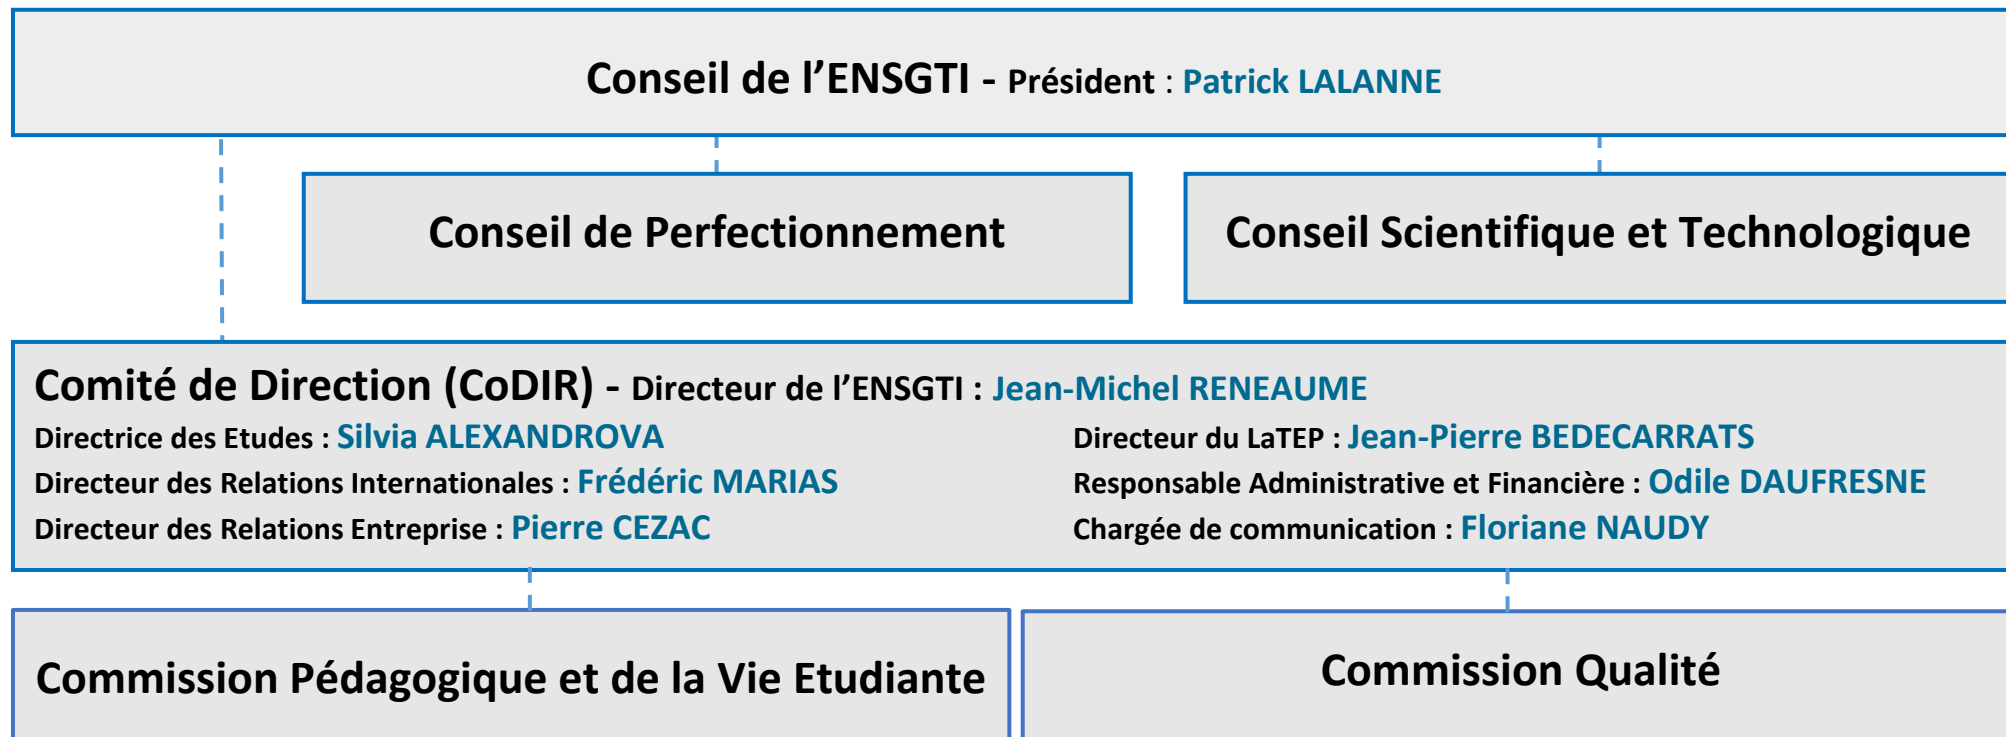 Conseil de l’ENSGTI - Président : Patrick LALANNE
Conseil de Perfectionnement
Conseil Scientifique et Technologique
Comité de Direction (CoDIR) - Directeur de l’ENSGTI : Jean-Michel RENEAUME
Directrice des Etudes : Silvia ALEXANDROVA
Directeur des Relations Internationales : Frédéric MARIAS
Directeur des Relations Entreprise : Pierre CEZAC
Directeur du LaTEP : Jean-Pierre BEDECARRATS
Responsable Administrative et Financière : Odile DAUFRESNE
Chargée de communication : Floriane NAUDY
Commission Pédagogique et de la Vie Etudiante
Commission Qualité